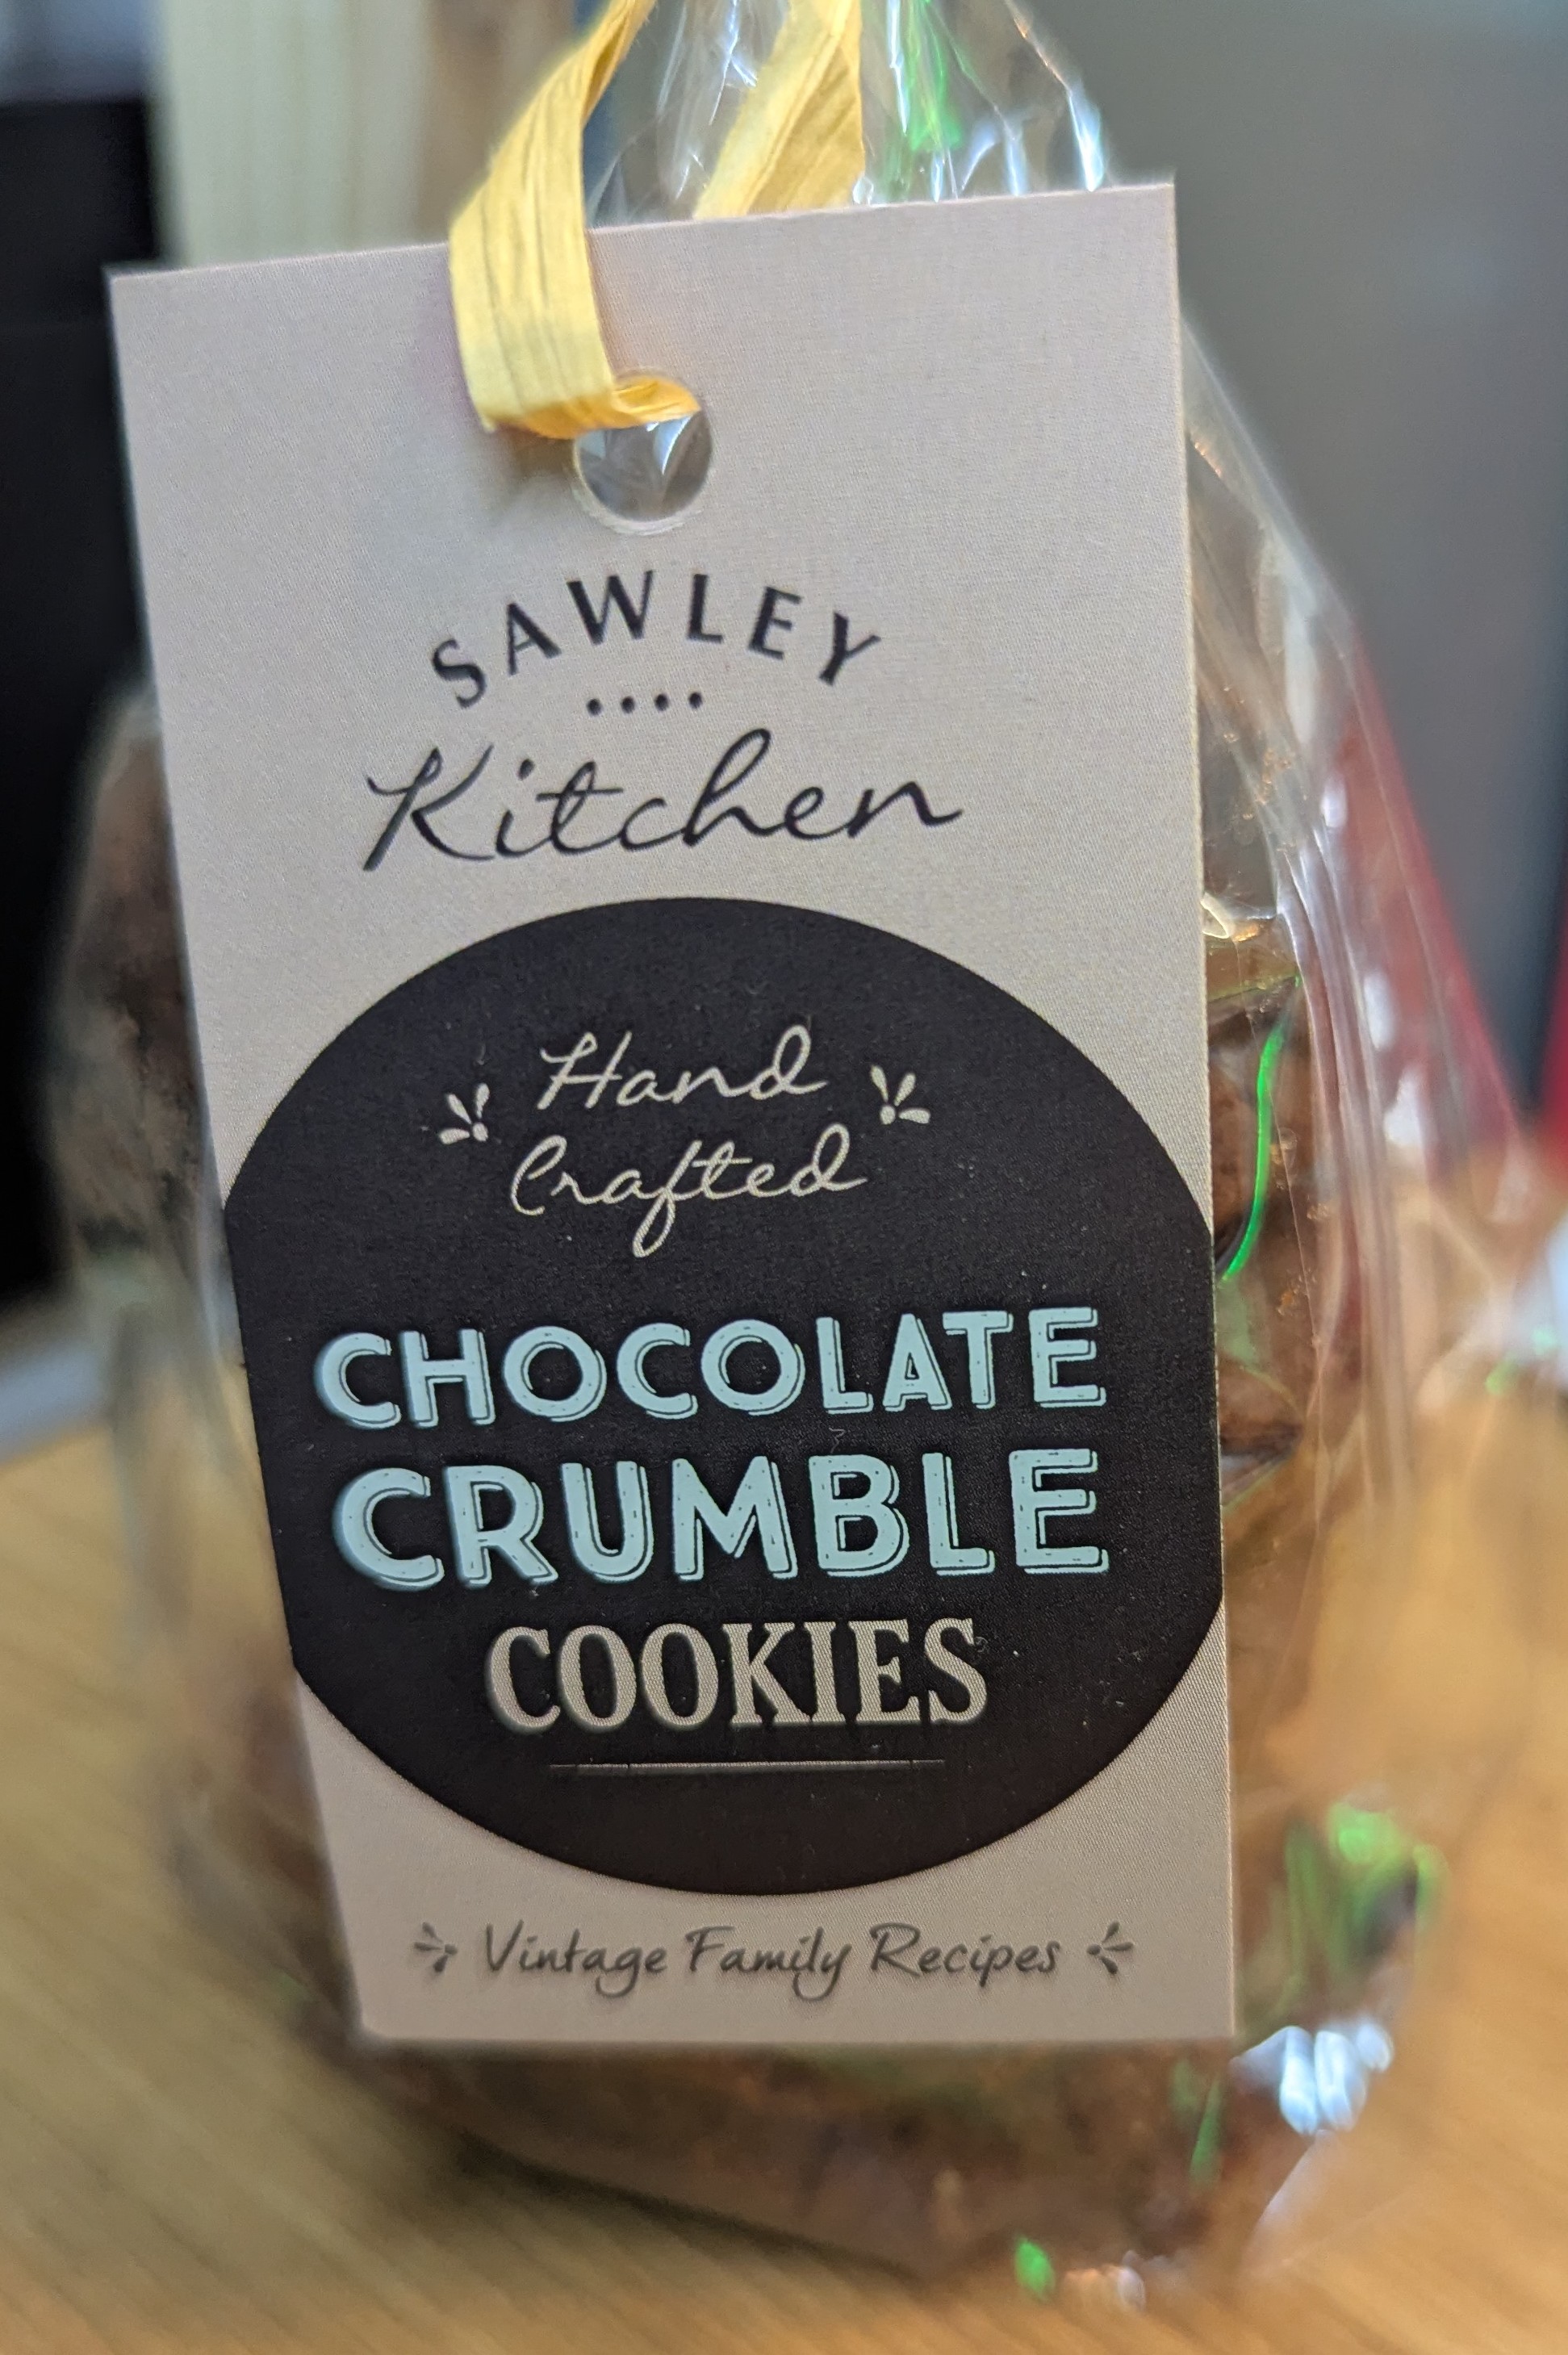 SAWLEY
Kitchen
Hand
Crafted
CHOCOLATE
CRUMBLE
COOKIES
Vintage Family Recipes